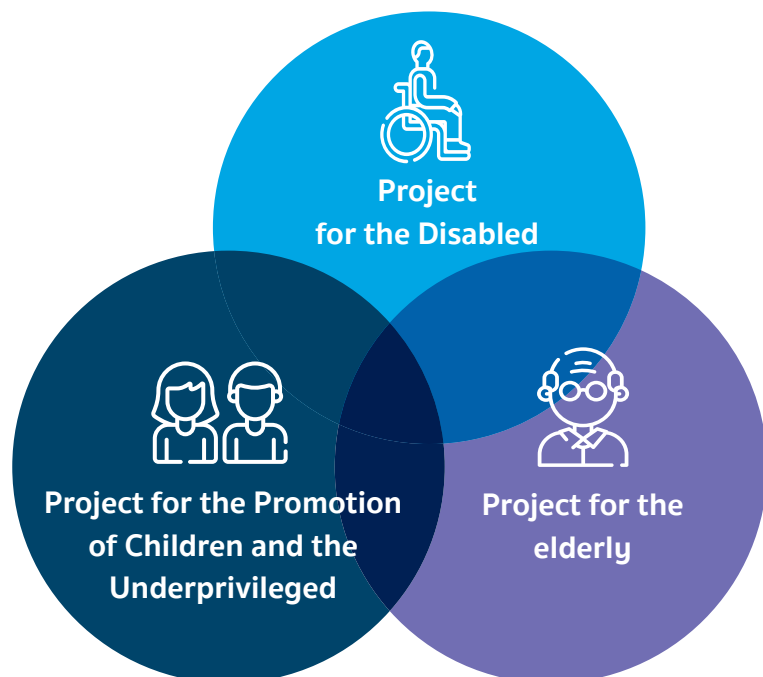 Project
for the Disabled
Project for the Promotion
of Children and the
Underprivileged
Project for the
elderly